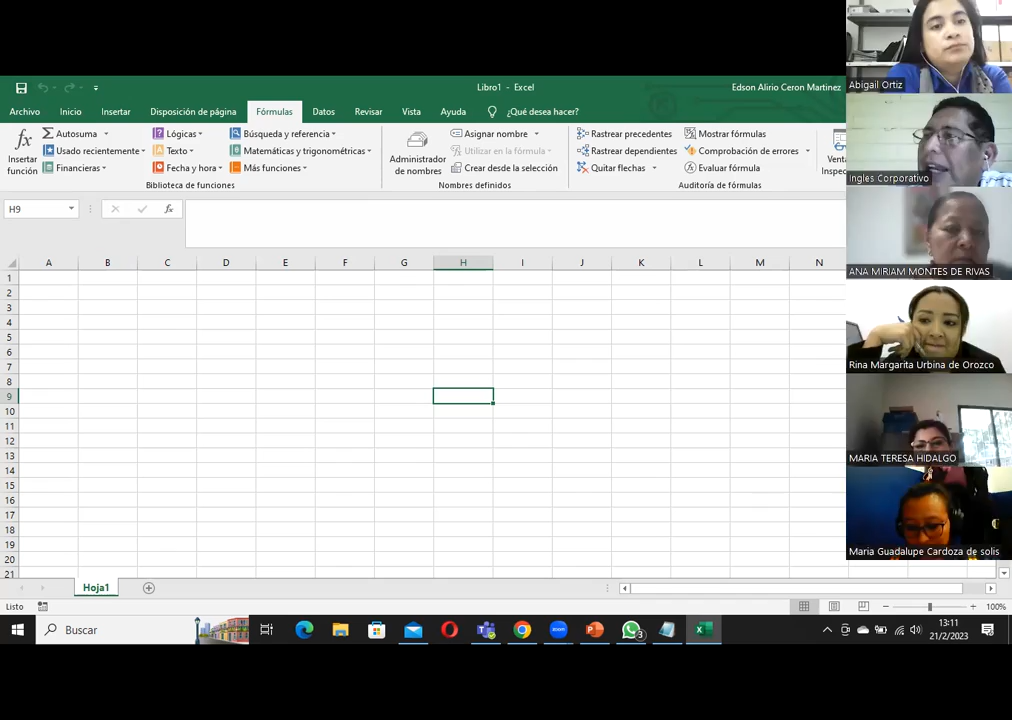 Libro1 - Excel
Edson Alirio Ceron Martinez
Archivo
Inicio
Insertar
Disposición de página
Fórmulas
Datos
Revisar
Vista
Ayuda
¿Qué desea hacer?
fx
Insertar
función
Autosuma
Usado recientemente
Financieras
Lógicas
Texto
Fecha y hora
Búsqueda y referencia
Matemáticas y trigonométricas
Más funciones
Biblioteca de funciones
Administrador
de nombres
Asignar nombre
Utilizar en la fórmula
Crear desde la selección
Nombres definidos
Rastrear precedentes
Rastrear dependientes
Quitar flechas
Mostrar fórmulas
Comprobación de errores
Evaluar fórmula
Auditoría de fórmulas
Vent
Inspec
H9
fx
A B C D E F G H I J K L M N
1
2
3
4
5
6
7
8
9
10
11
12
13
14
15
16
17
18
19
20
21
Hoja1
Listo
100%
Buscar
3
13:11
21/2/2023
Abigail Ortiz
Ingles Corporativo
ANA MIRIAM MONTES DE RIVAS
Rina Margarita Urbina de Orozco
MARIA TERESA HIDALGO
Maria Guadalupe Cardoza de solis